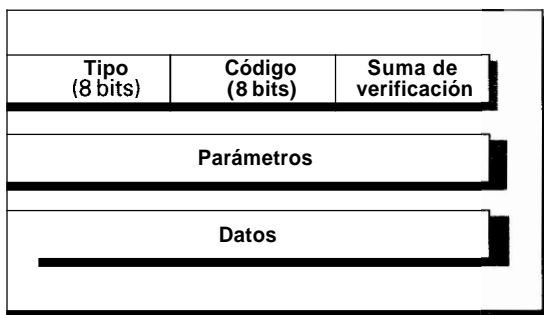 Tipo Código Suma de
(8 bits) (8 bits) verificación
Parámetros
Datos